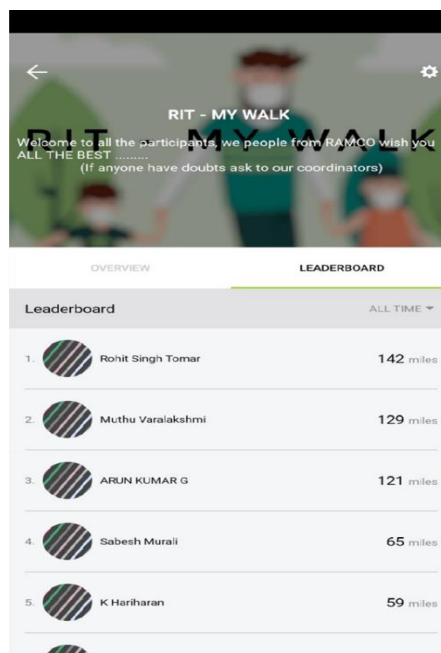 RIT - MY WALK
RIT - MY WALK
Welcome to all the participants, we people from RAMCO wish you
ALL THE BEST .........
(If anyone have doubts ask to our coordinators)
OVERVIEW
LEADERBOARD
Leaderboard
ALL TIME
1. Rohit Singh Tomar 142 miles
2. Muthu Varalakshmi 129 miles
3. ARUN KUMAR G 121 miles
4. Sabesh Murali 65 miles
5. K Hariharan 59 miles